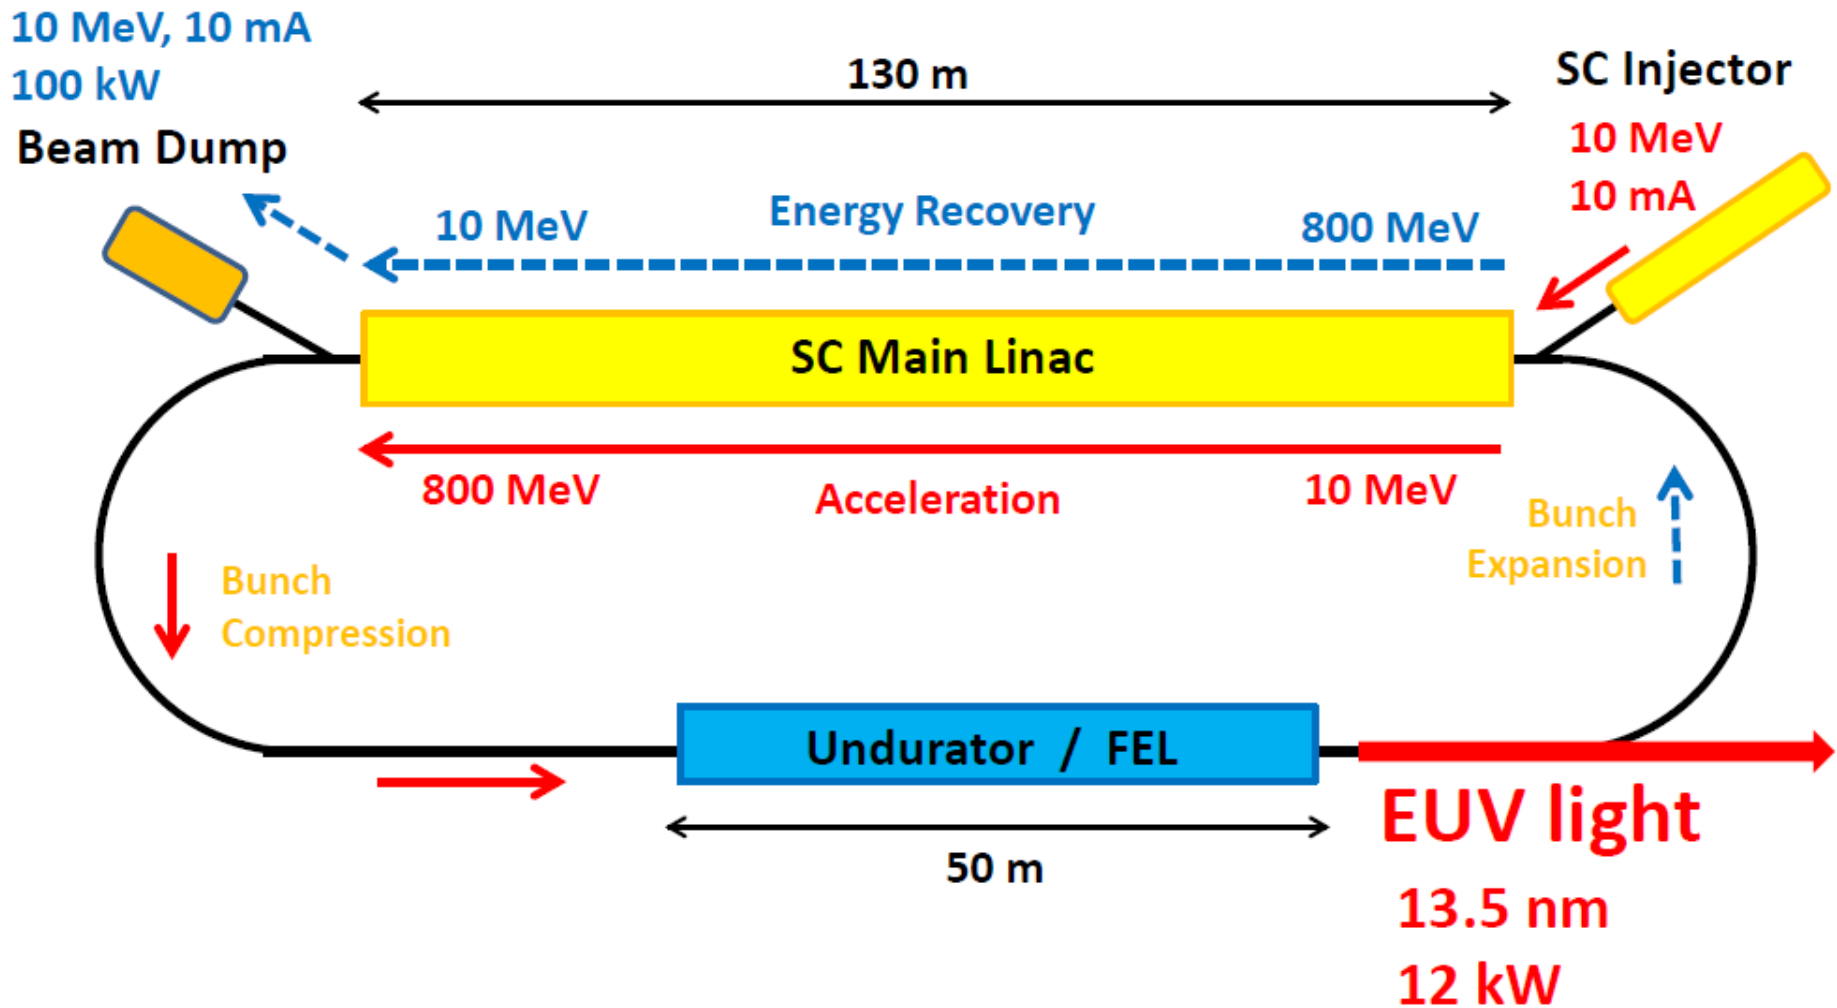 10 MeV, 10 mA
100 kW
Beam Dump
130 m
SC Injector
10 MeV
10 mA
10 MeV
Energy Recovery
800 MeV
SC Main Linac
800 MeV
Acceleration
10 MeV
Bunch
Compression
Bunch
Expansion
Undurator / FEL
50 m
EUV light
13.5 nm
12 kW